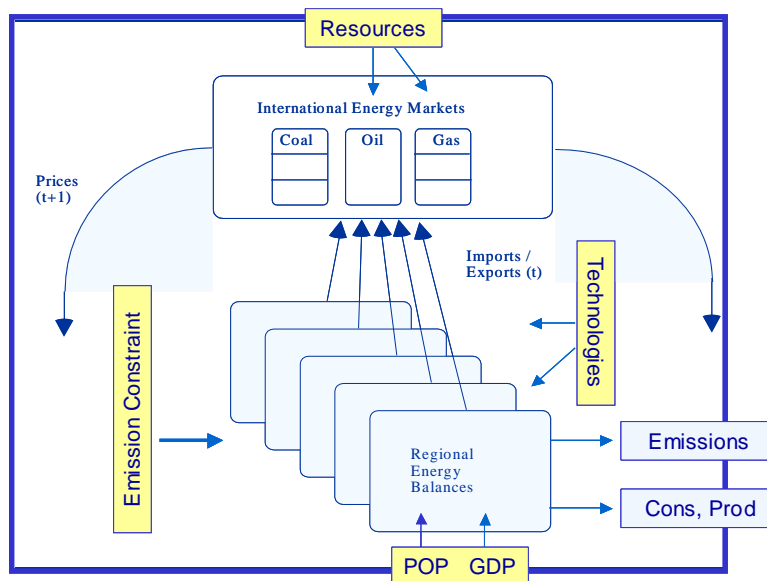 Resources
International Energy Markets
Coal
Oil
Gas
Prices
(t+1)
Imports /
Exports (t)
Technologies
Emission Constraint
Regional
Energy
Balances
Emissions
Cons, Prod
POP GDP